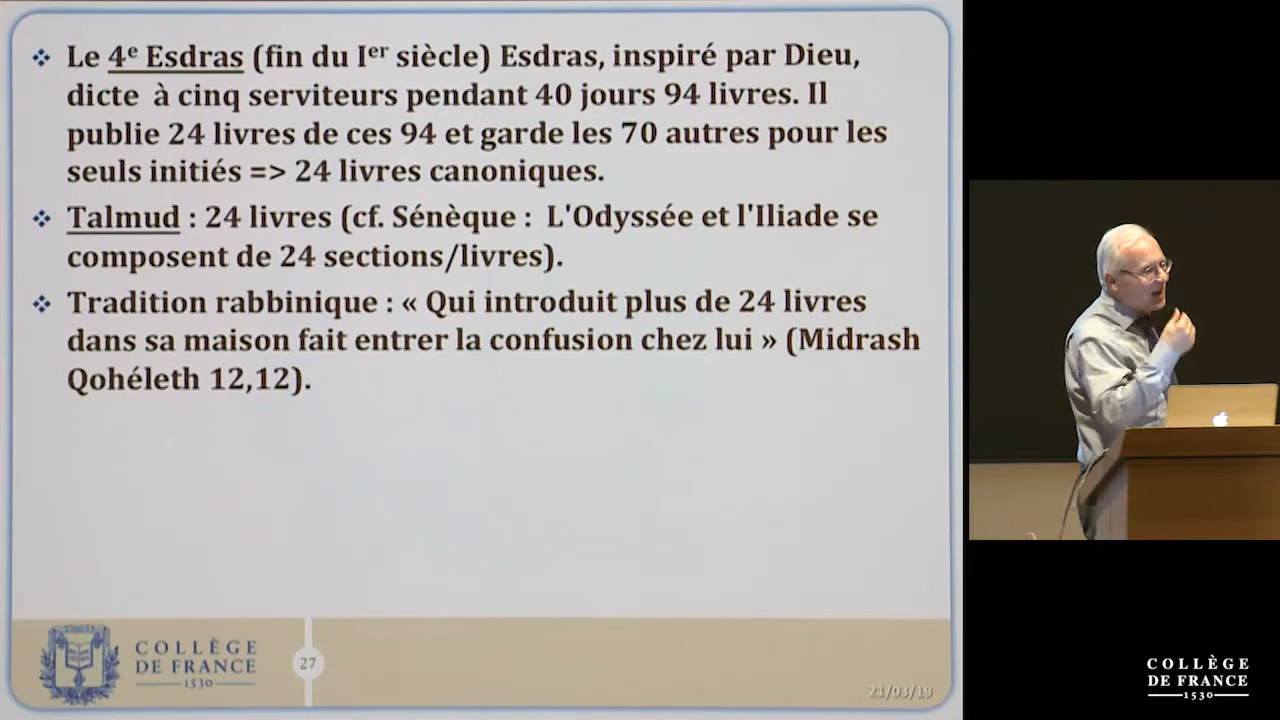 Le 4e Esdras (fin du Ier siècle) Esdras, inspiré par Dieu,
dicte à cinq serviteurs pendant 40 jours 94 livres. Il
publie 24 livres de ces 94 et garde les 70 autres pour les
seuls initiés => 24 livres canoniques.
Talmud : 24 livres (cf. Sénèque : L'Odyssée et l'Iliade se
composent de 24 sections/livres).
Tradition rabbinique : « Qui introduit plus de 24 livres
dans sa maison fait entrer la confusion chez lui » (Midrash
Qohéleth 12,12).
COLLÈGE
DE FRANCE
1530
27
21/03/19
COLLÈGE
DE FRANCE
1530